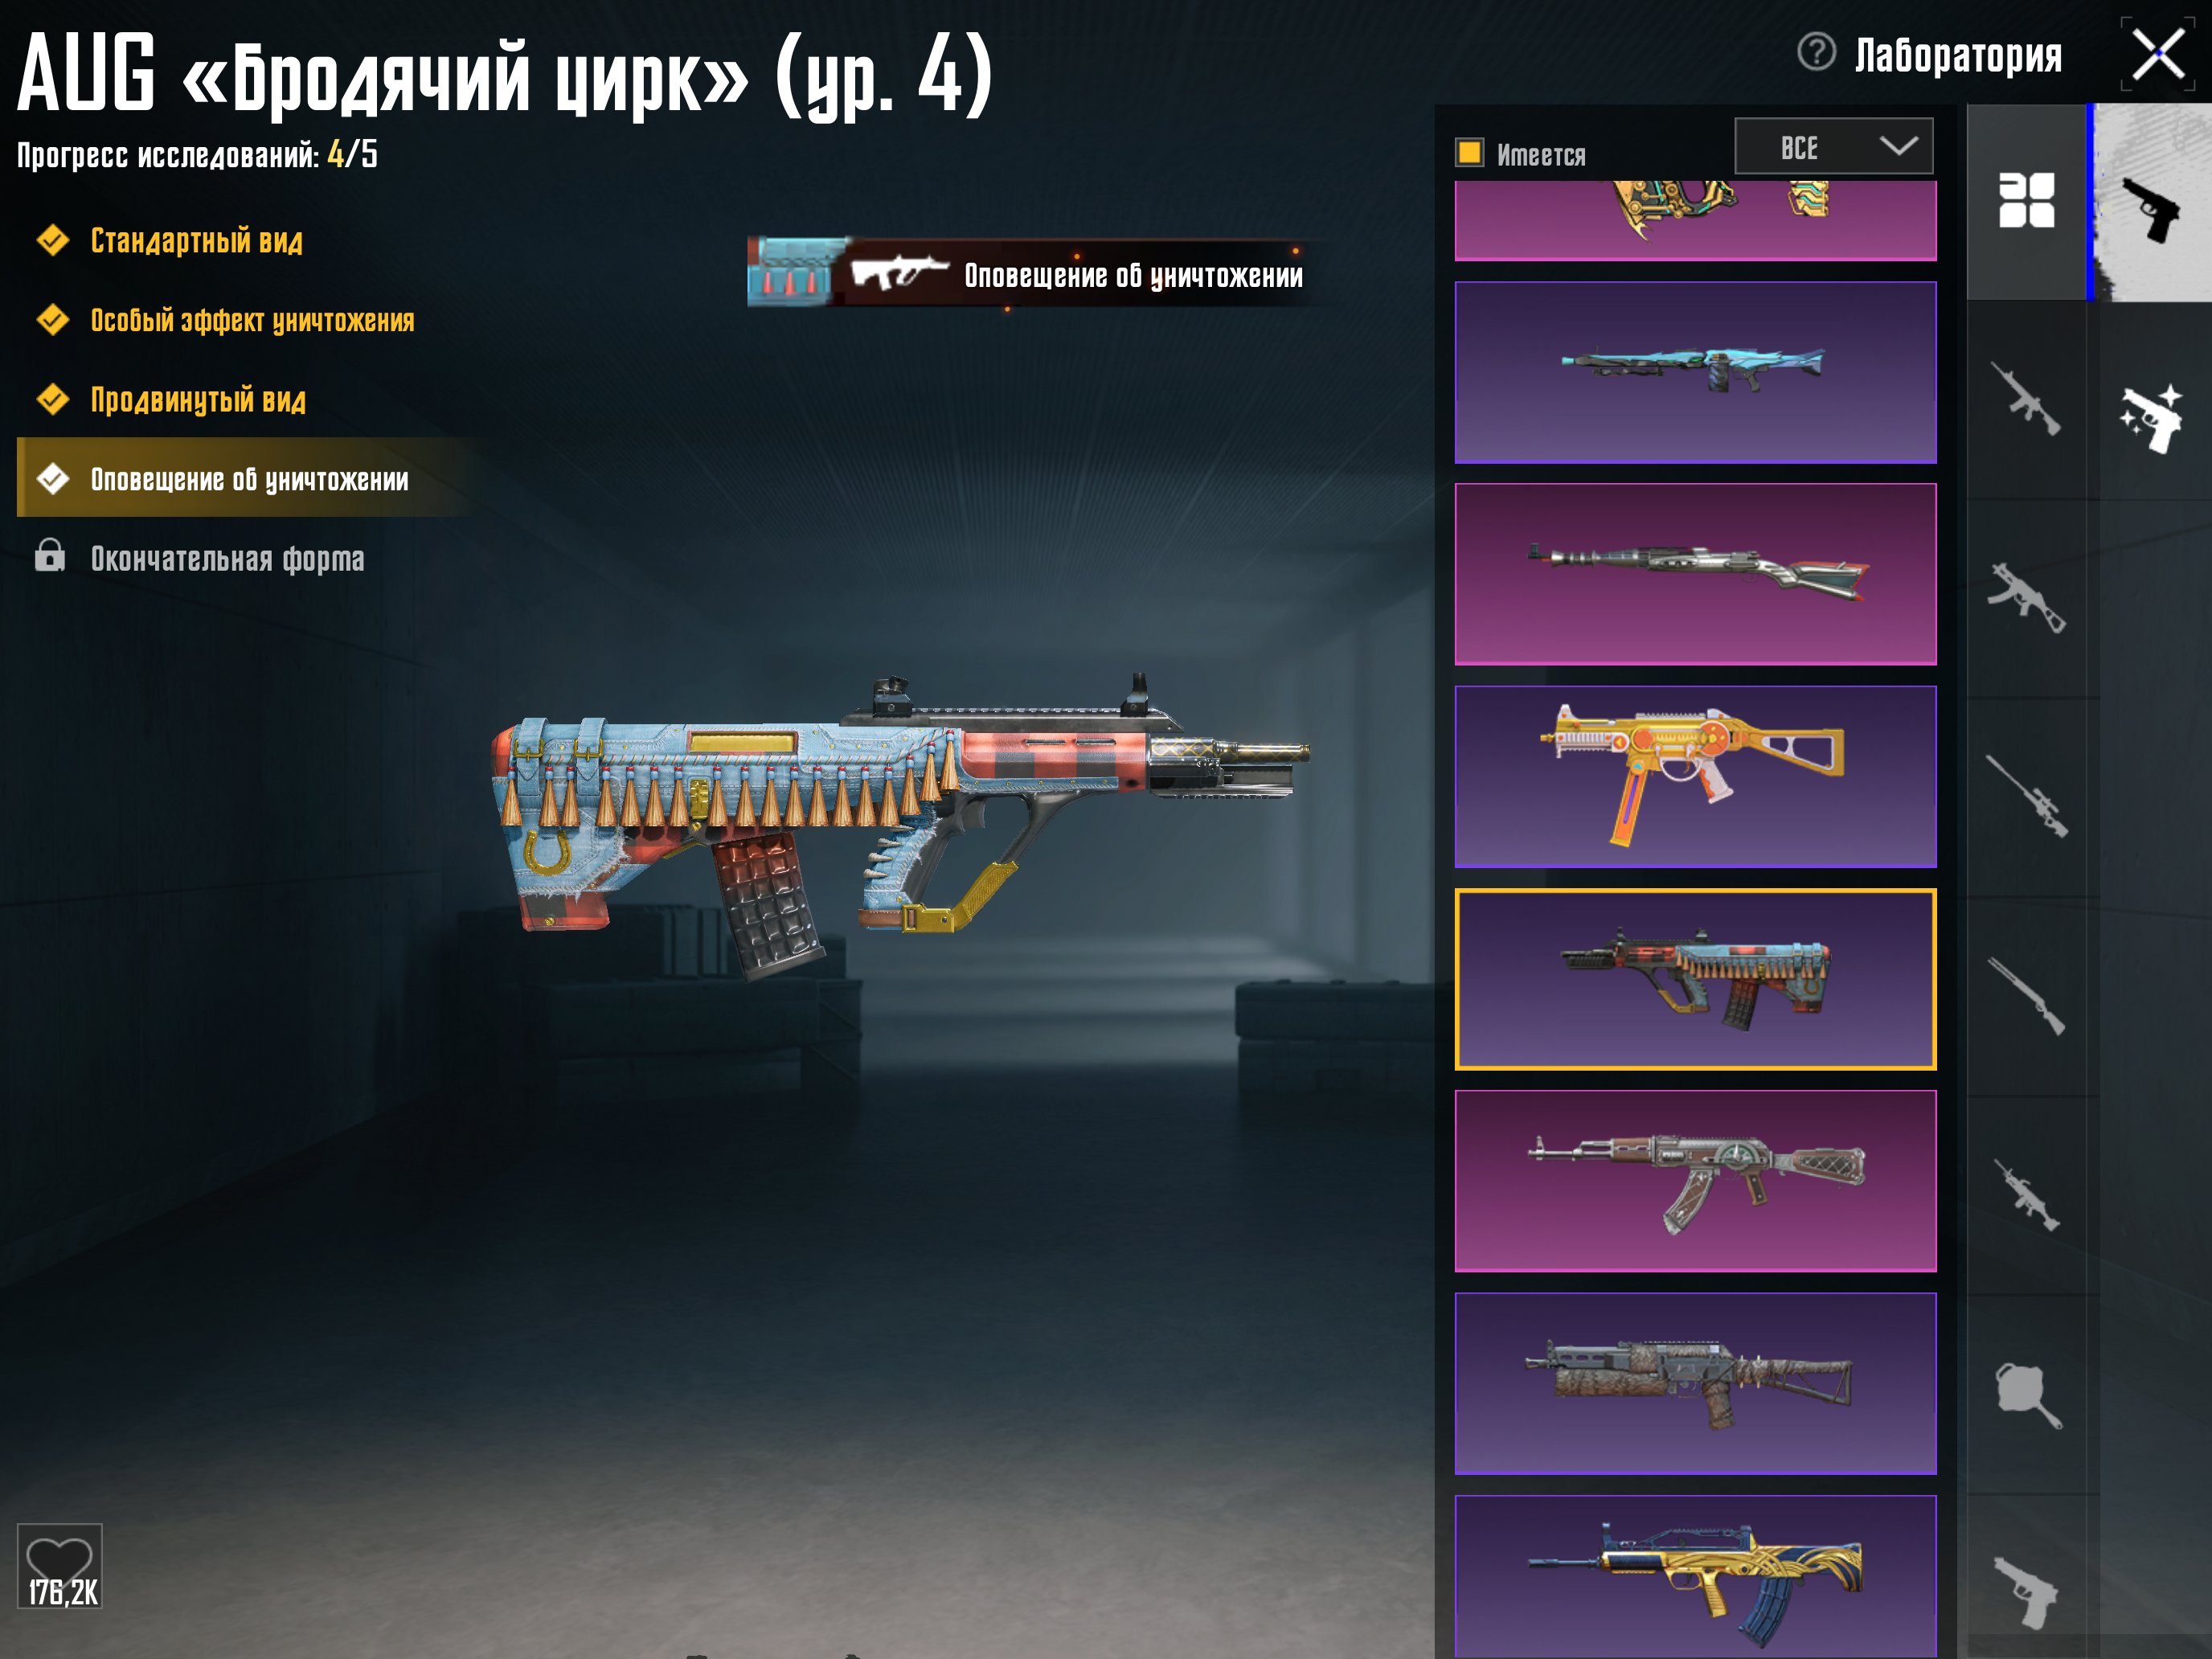 AUG «Бродячий цирк» (ур. 4)
Лаборатория
Прогресс исследований: 4/5
Имеется
ВСЕ
Стандартный вид
Особый эффект уничтожения
Продвинутый вид
Оповещение об уничтожении
Окончательная форма
Оповещение об уничтожении
176,2K